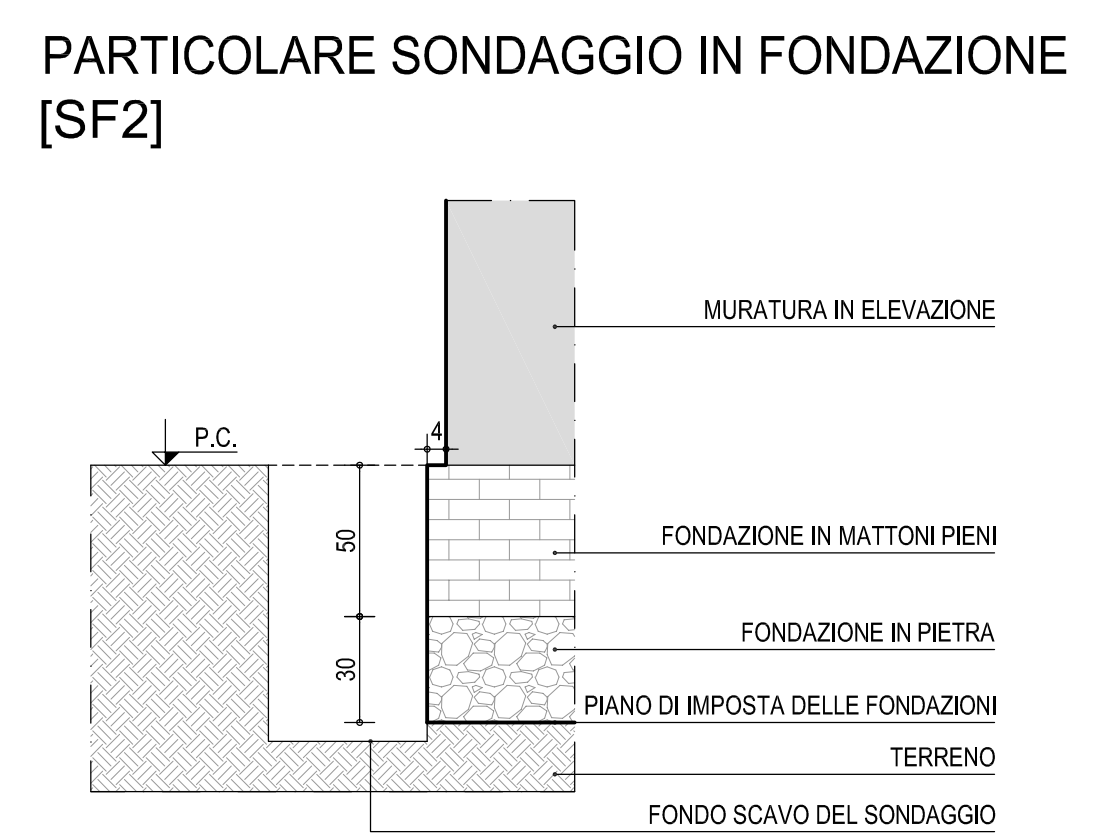 PARTICOLARE SONDAGGIO IN FONDAZIONE
[SF2]
MURATURA IN ELEVAZIONE
P.C.
4
50
FONDAZIONE IN MATTONI PIENI
FONDAZIONE IN PIETRA
30
PIANO DI IMPOSTA DELLE FONDAZIONI
TERRENO
FONDO SCAVO DEL SONDAGGIO